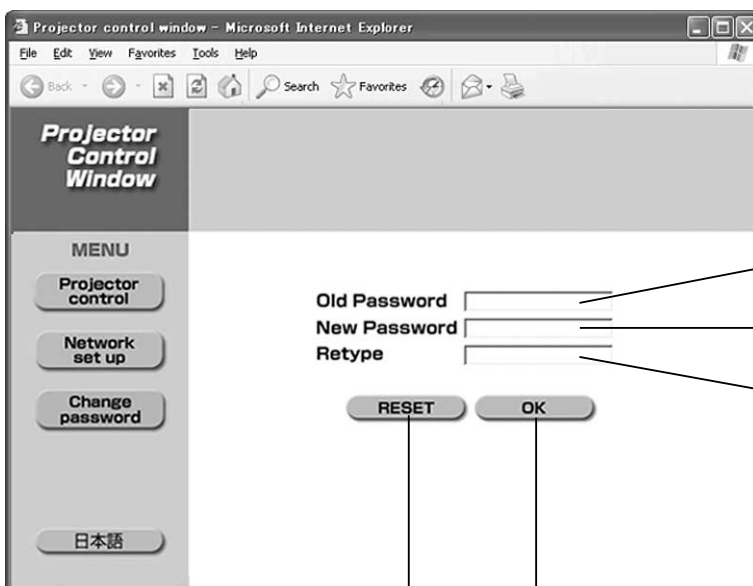 Projector control window - Microsoft Internet Explorer
File Edit View Favorites Tools Help
Back Search Favorites
Projector
Control
Window
MENU
Projector
control
Network
set up
Change
password
日本語
Old Password
New Password
Retype
RESET OK